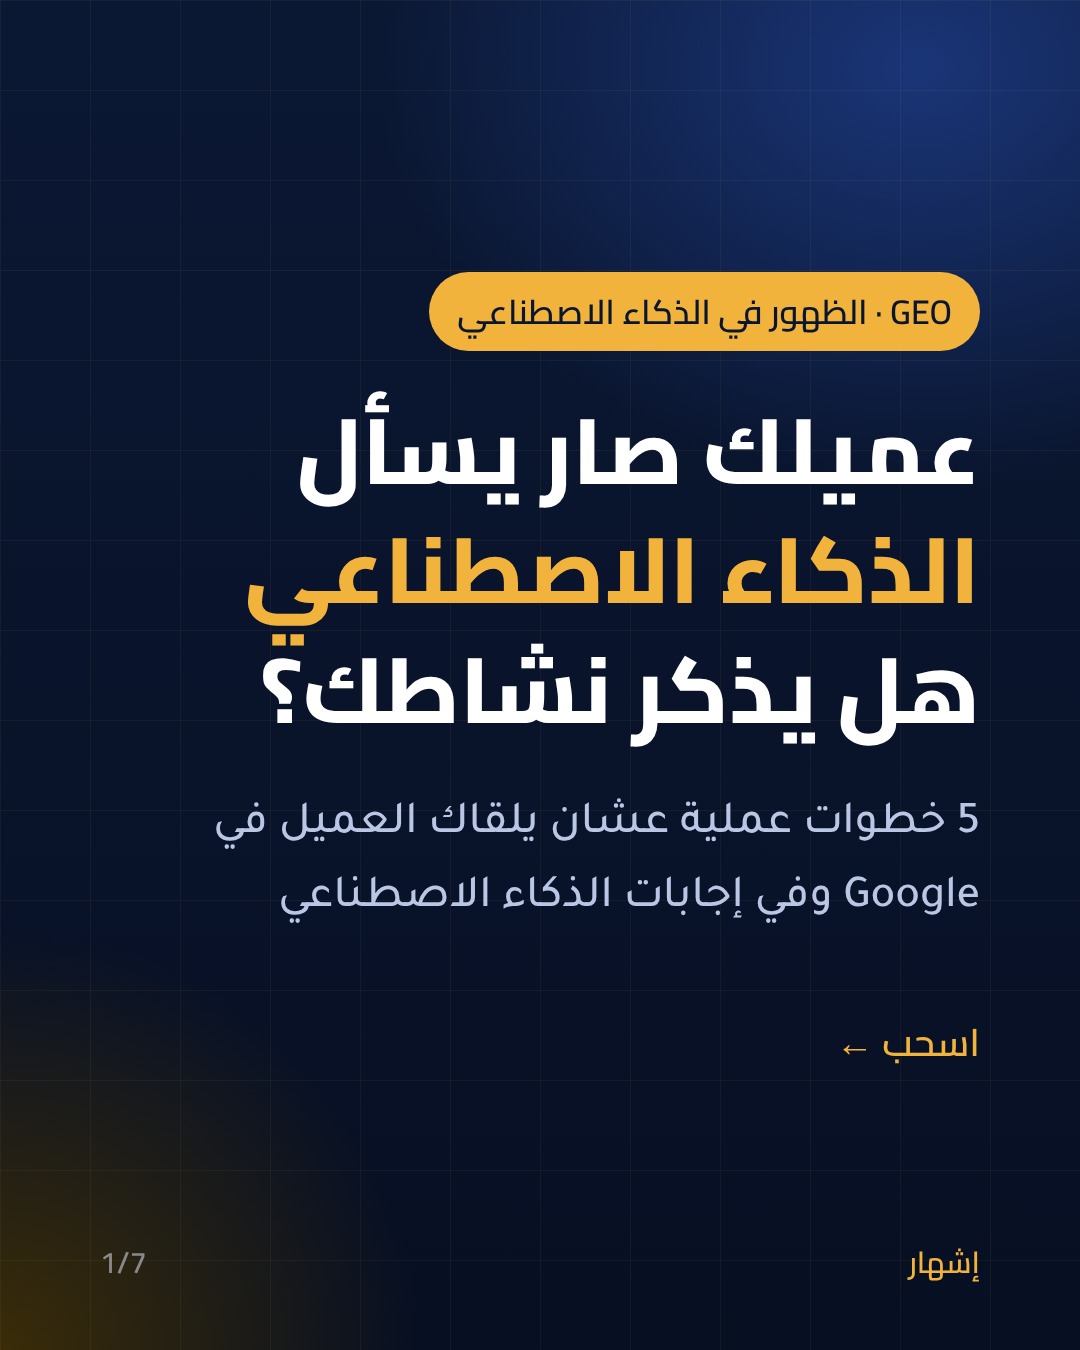 GEO · الظهور في الذكاء الاصطناعي
عميلك صار يسأل
الذكاء الاصطناعي
هل يذكر نشاطك؟
5 خطوات عملية عشان يلقاك العميل في
Google وفي إجابات الذكاء الاصطناعي
اسحب ←
إشهار
1/7